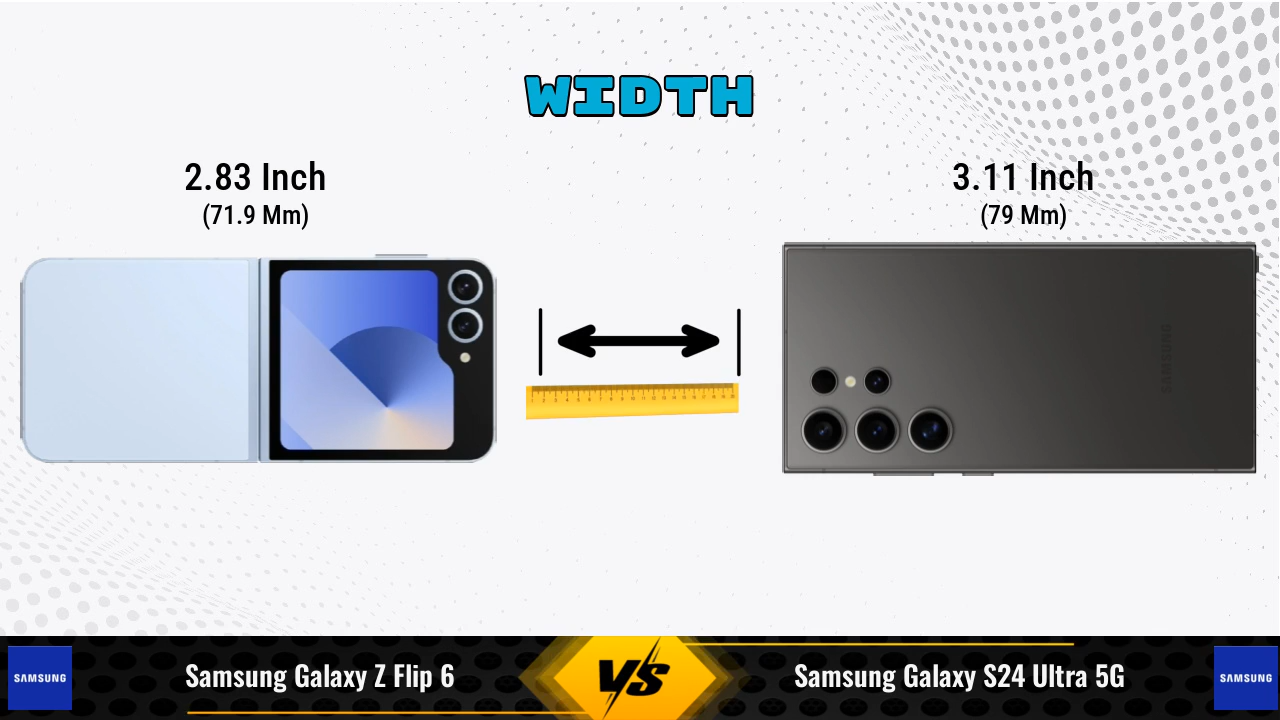 WIDTH
2.83 Inch
(71.9 Mm)
3.11 Inch
(79 Mm)
SAMSUNG
SAMSUNG
Samsung Galaxy Z Flip 6
VS
Samsung Galaxy S24 Ultra 5G
SAMSUNG